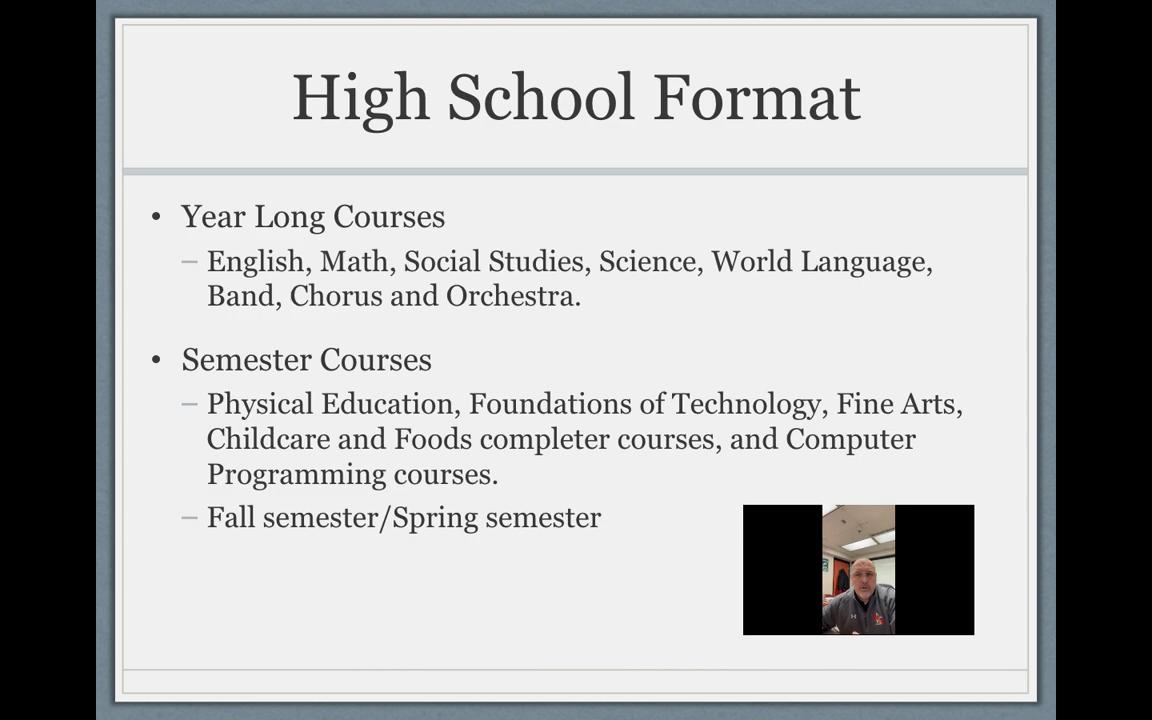 High School Format
• Year Long Courses
– English, Math, Social Studies, Science, World Language,
Band, Chorus and Orchestra.
• Semester Courses
– Physical Education, Foundations of Technology, Fine Arts,
Childcare and Foods completer courses, and Computer
Programming courses.
– Fall semester/Spring semester